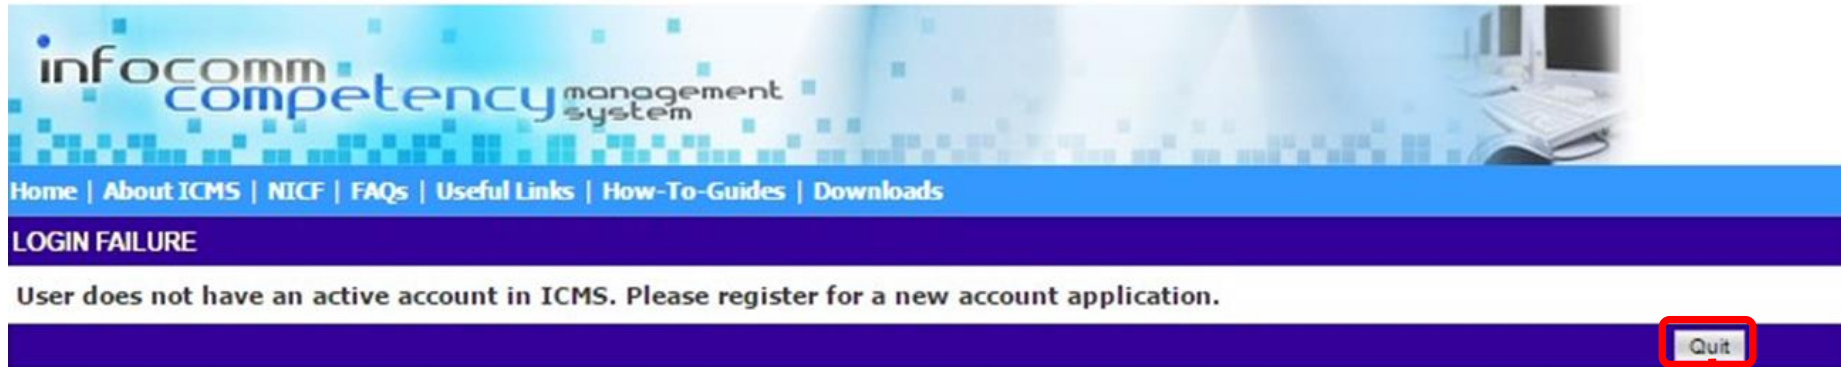 infocomm
competency management
system
Home | About ICMS | NICF | FAQs | Useful Links | How-To-Guides | Downloads
LOGIN FAILURE
User does not have an active account in ICMS. Please register for a new account application.
Quit